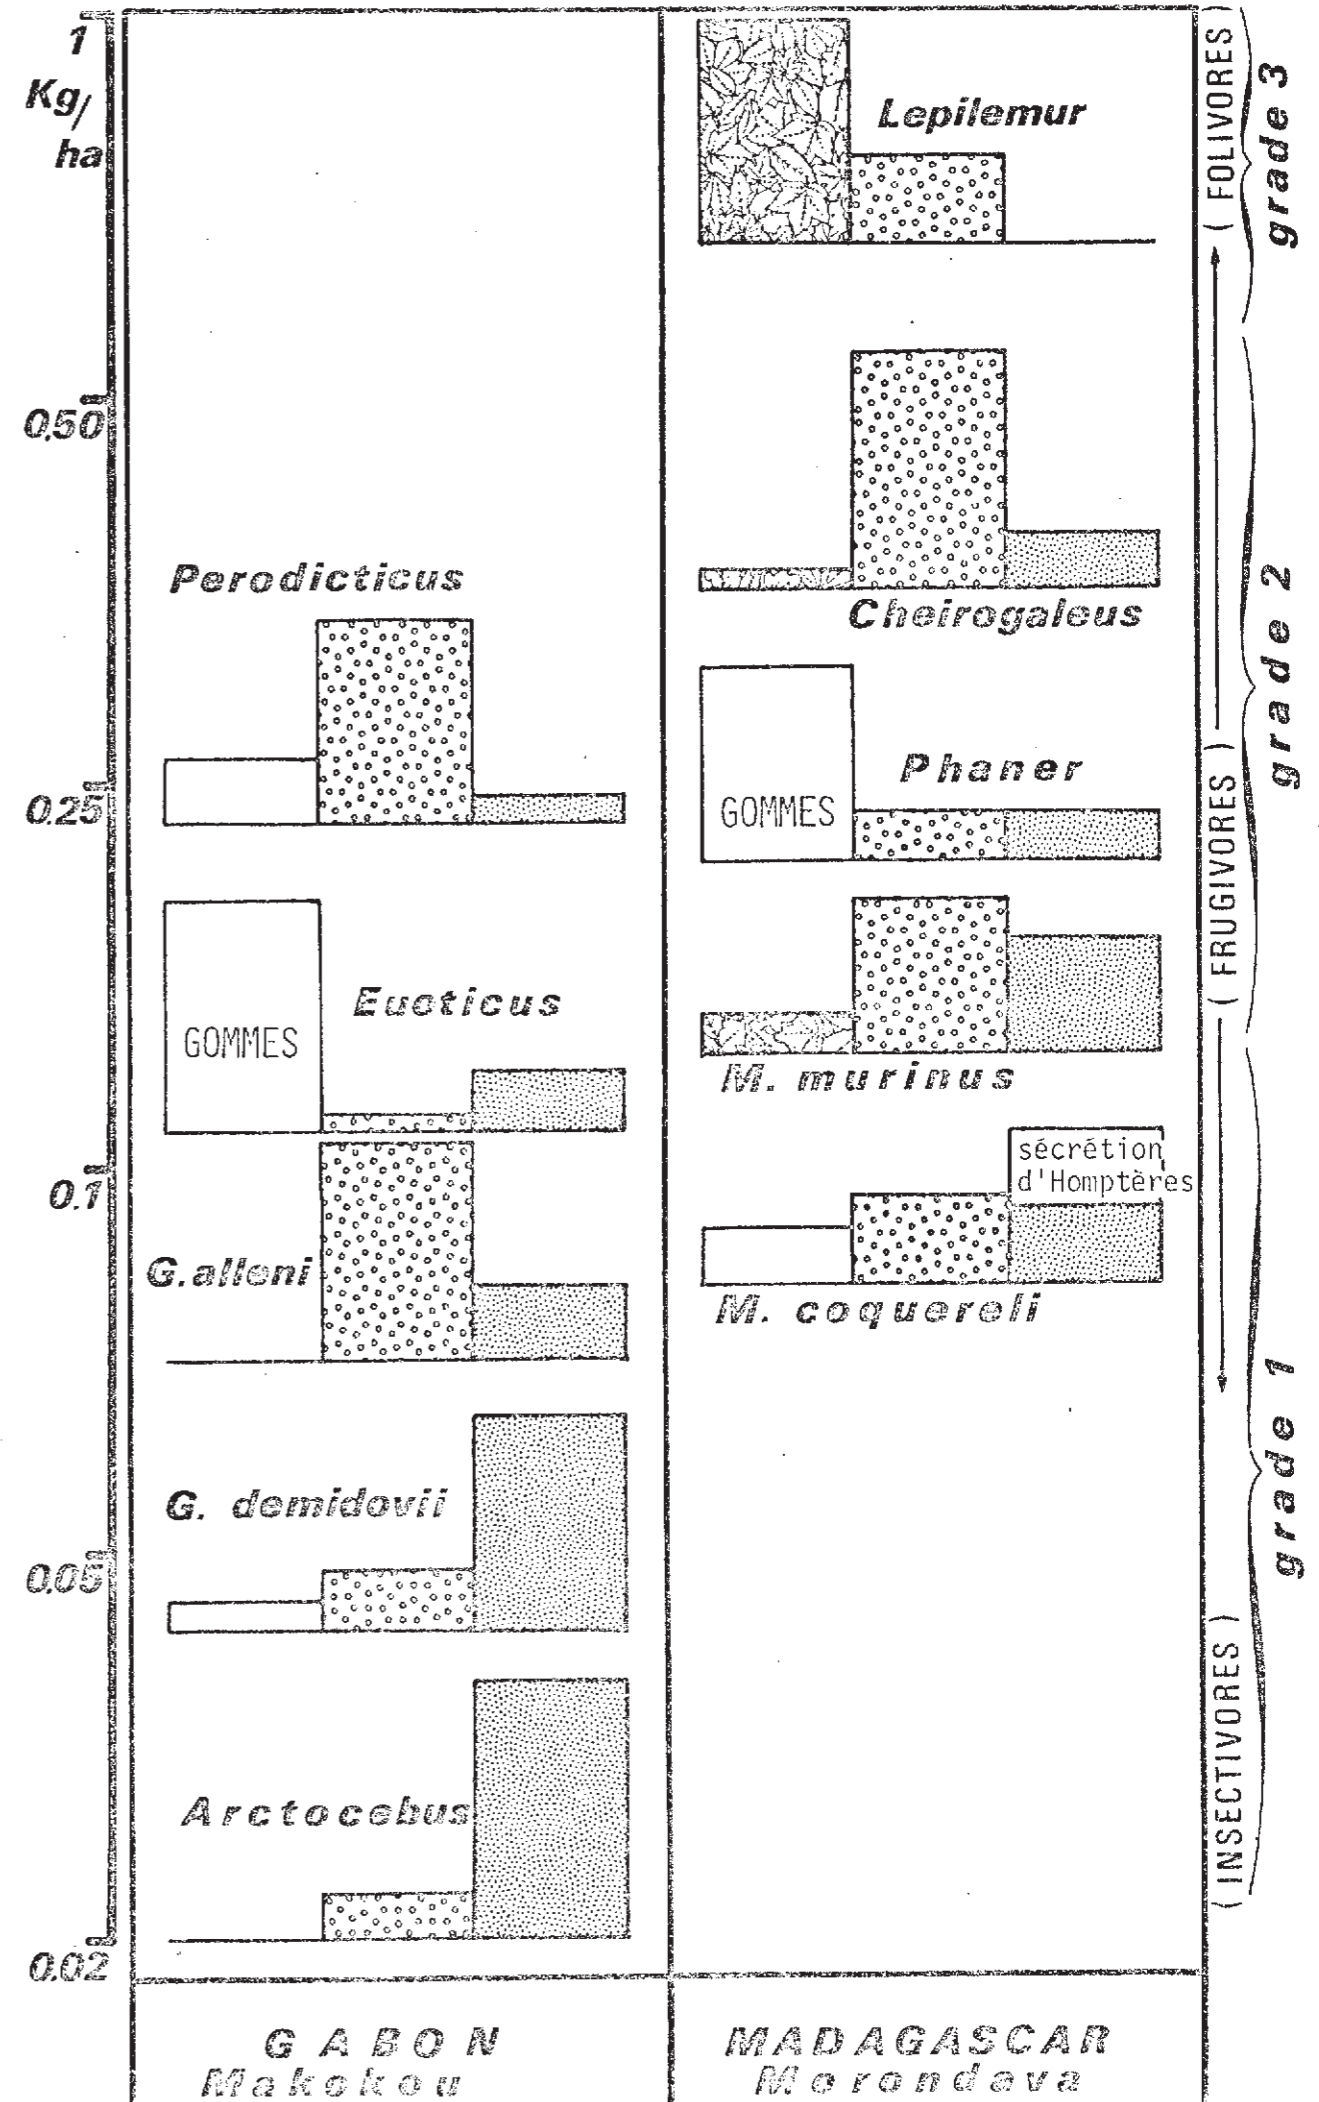 1
Kg/
ha
0.50
0.25
0.1
0.05
0.02
Perodicticus
GOMMES
Euoticus
G. alleni
G. demidovii
Arctocebus
Lepilemur
Cheirogaleus
GOMMES
Phaner
M. murinus
sécrétion
d'Homptères
M. coquereli
( FOLIVORES )
( FRUGIVORES )
( INSECTIVORES )
grade 3
grade 2
grade 1
GABON
Makokou
MADAGASCAR
Morondava